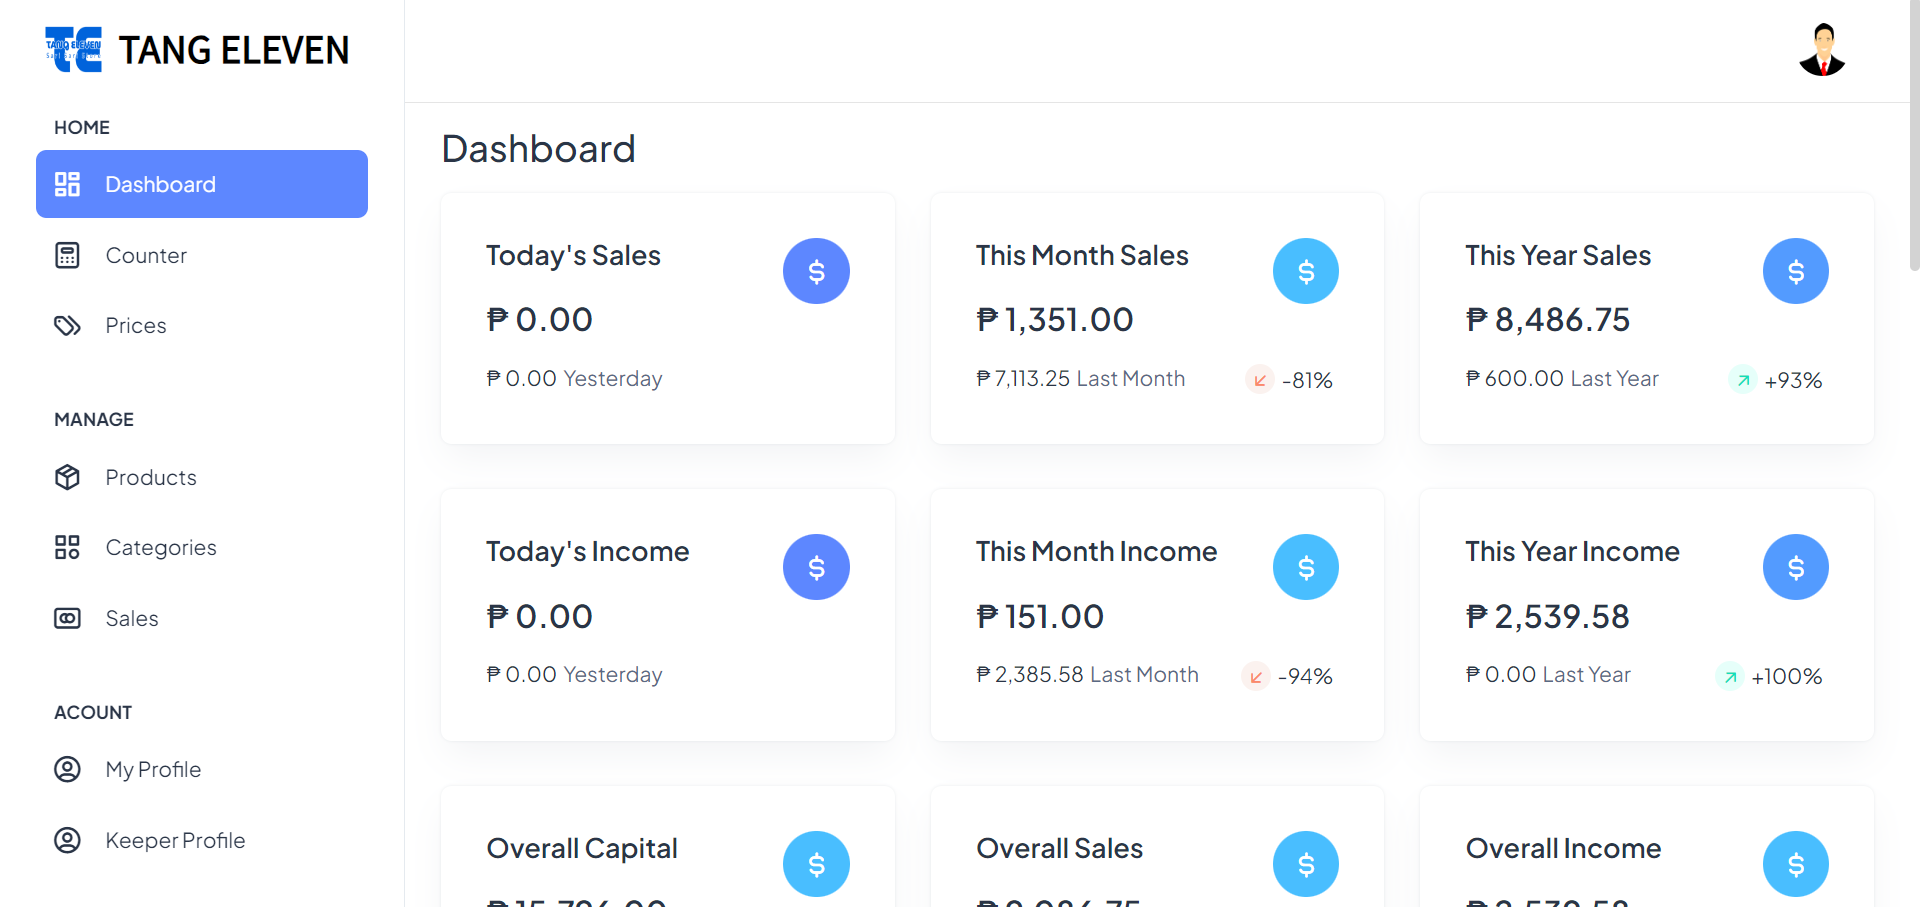 TANG ELEVEN
TANG ELEVEN
HOME
Dashboard
Counter
Prices
MANAGE
Products
Categories
Sales
ACOUNT
My Profile
Keeper Profile
Dashboard
Today's Sales
$
₱ 0.00
₱ 0.00 Yesterday
This Month Sales
$
₱ 1,351.00
₱ 7,113.25 Last Month
-81%
This Year Sales
$
₱ 8,486.75
₱ 600.00 Last Year
+93%
Today's Income
$
₱ 0.00
₱ 0.00 Yesterday
This Month Income
$
₱ 151.00
₱ 2,385.58 Last Month
-94%
This Year Income
$
₱ 2,539.58
₱ 0.00 Last Year
+100%
Overall Capital
$
Overall Sales
$
Overall Income
$